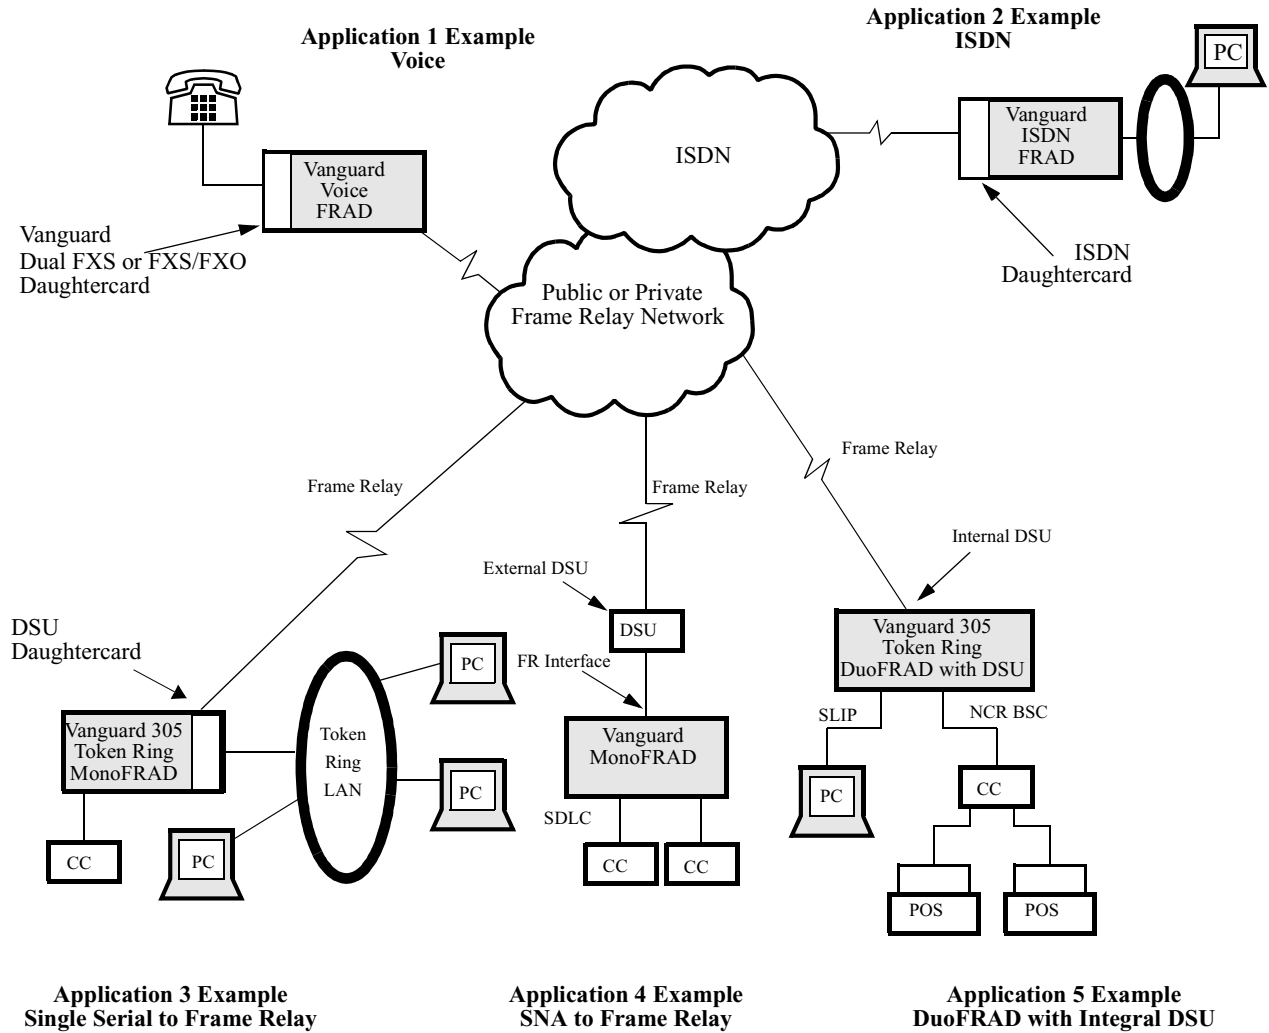 Application 1 Example
Voice
Application 2 Example
ISDN
PC
Vanguard
ISDN
FRAD
ISDN
Vanguard
Voice
FRAD
Vanguard
Dual FXS or FXS/FXO
Daughtercard
ISDN
Daughtercard
Public or Private
Frame Relay Network
Frame Relay
Frame Relay
Frame Relay
Internal DSU
External DSU
DSU
DSU
Daughtercard
FR Interface
Vanguard 305
Token Ring
DuoFRAD with DSU
PC
SLIP
NCR BSC
Vanguard 305
Token Ring
MonoFRAD
Token
Ring
LAN
Vanguard
MonoFRAD
PC
PC
CC
SDLC
CC
PC
CC
CC
POS
POS
Application 3 Example
Single Serial to Frame Relay
Application 4 Example
SNA to Frame Relay
Application 5 Example
DuoFRAD with Integral DSU